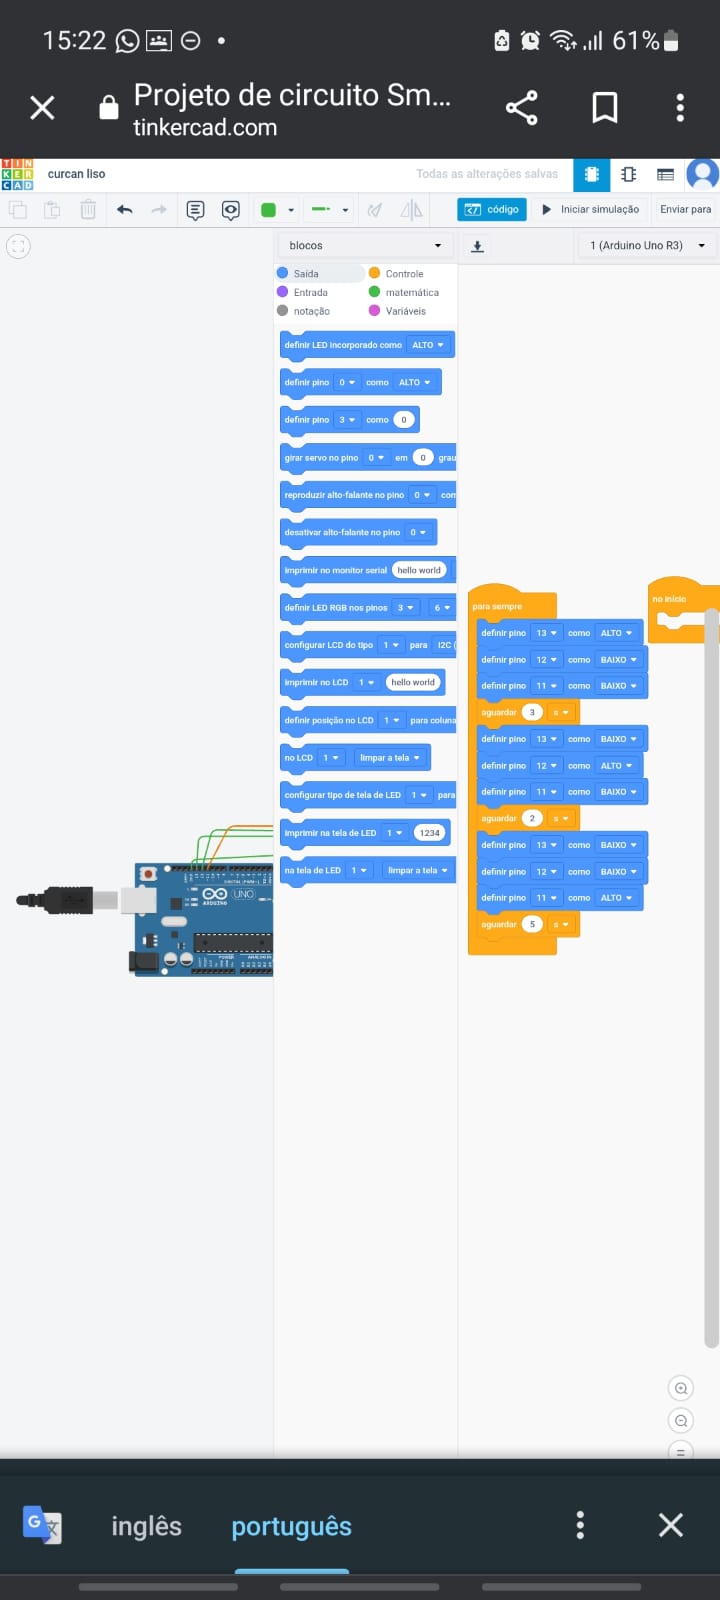 15:22
61%
Projeto de circuito Sm...
tinkercad.com
TIN
KER
CAD
curcan liso
Todas as alterações salvas
código
Iniciar simulação
Enviar para
blocos
1 (Arduino Uno R3)
Saída
Controle
Entrada
matemática
notação
Variáveis
definir LED incorporado como ALTO
definir pino 0 como ALTO
definir pino 3 como 0
girar servo no pino 0 em 0 grau
reproduzir alto-falante no pino 0 com
desativar alto-falante no pino 0
imprimir no monitor serial hello world
definir LED RGB nos pinos 3 6
configurar LCD do tipo 1 para I2C (
imprimir no LCD 1 hello world
definir posição no LCD 1 para coluna
no LCD 1 limpar a tela
configurar tipo de tela de LED 1 para
imprimir na tela de LED 1 1234
na tela de LED 1 limpar a tela
para sempre
no início
definir pino 13 como ALTO
definir pino 12 como BAIXO
definir pino 11 como BAIXO
aguardar 3 s
definir pino 13 como BAIXO
definir pino 12 como ALTO
definir pino 11 como BAIXO
aguardar 2 s
definir pino 13 como BAIXO
definir pino 12 como BAIXO
definir pino 11 como ALTO
aguardar 5 s
UNO
ARDUINO
POWER
G
inglês
português